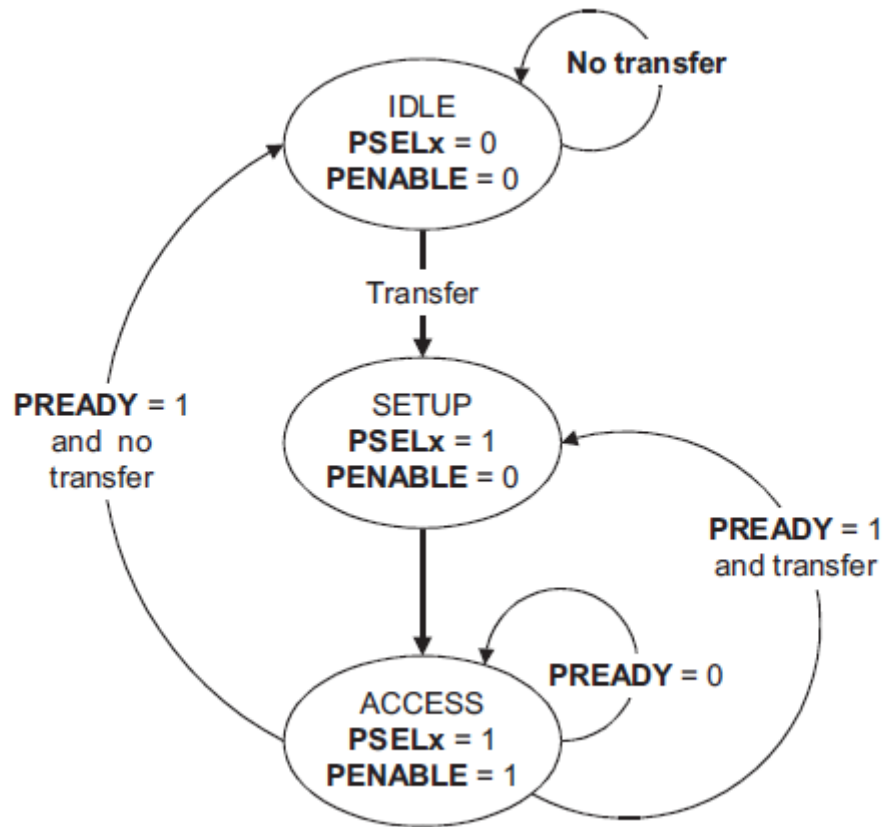 No transfer
IDLE
PSELx = 0
PENABLE = 0
Transfer
PREADY = 1
and no
transfer
SETUP
PSELx = 1
PENABLE = 0
PREADY = 1
and transfer
PREADY = 0
ACCESS
PSELx = 1
PENABLE = 1